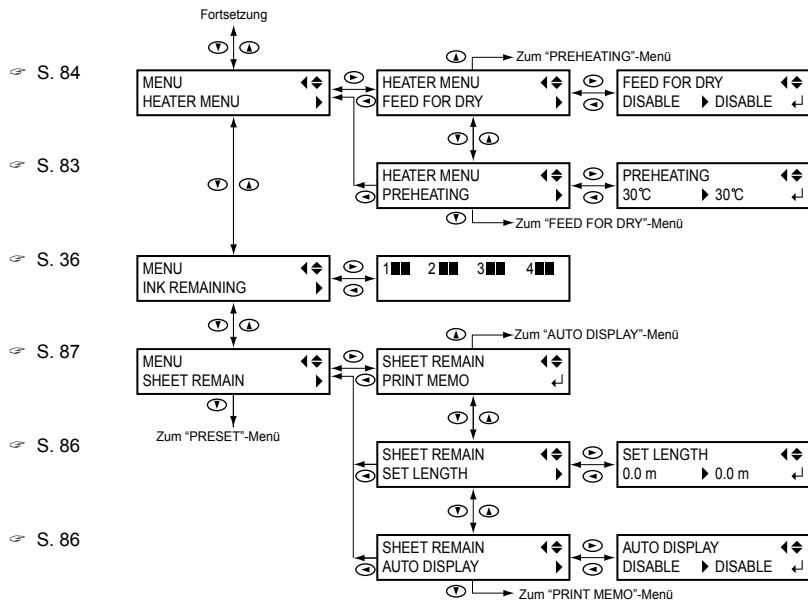 Fortsetzung
Zum "PREHEATING"-Menü
☞ S. 84
MENU
HEATER MENU
HEATER MENU
FEED FOR DRY
FEED FOR DRY
DISABLE DISABLE
☞ S. 83
HEATER MENU
PREHEATING
PREHEATING
30℃ 30℃
Zum "FEED FOR DRY"-Menü
☞ S. 36
MENU
INK REMAINING
1 2 3 4
Zum "AUTO DISPLAY"-Menü
☞ S. 87
MENU
SHEET REMAIN
SHEET REMAIN
PRINT MEMO
Zum "PRESET"-Menü
☞ S. 86
SHEET REMAIN
SET LENGTH
SET LENGTH
0.0 m 0.0 m
☞ S. 86
SHEET REMAIN
AUTO DISPLAY
AUTO DISPLAY
DISABLE DISABLE
Zum "PRINT MEMO"-Menü